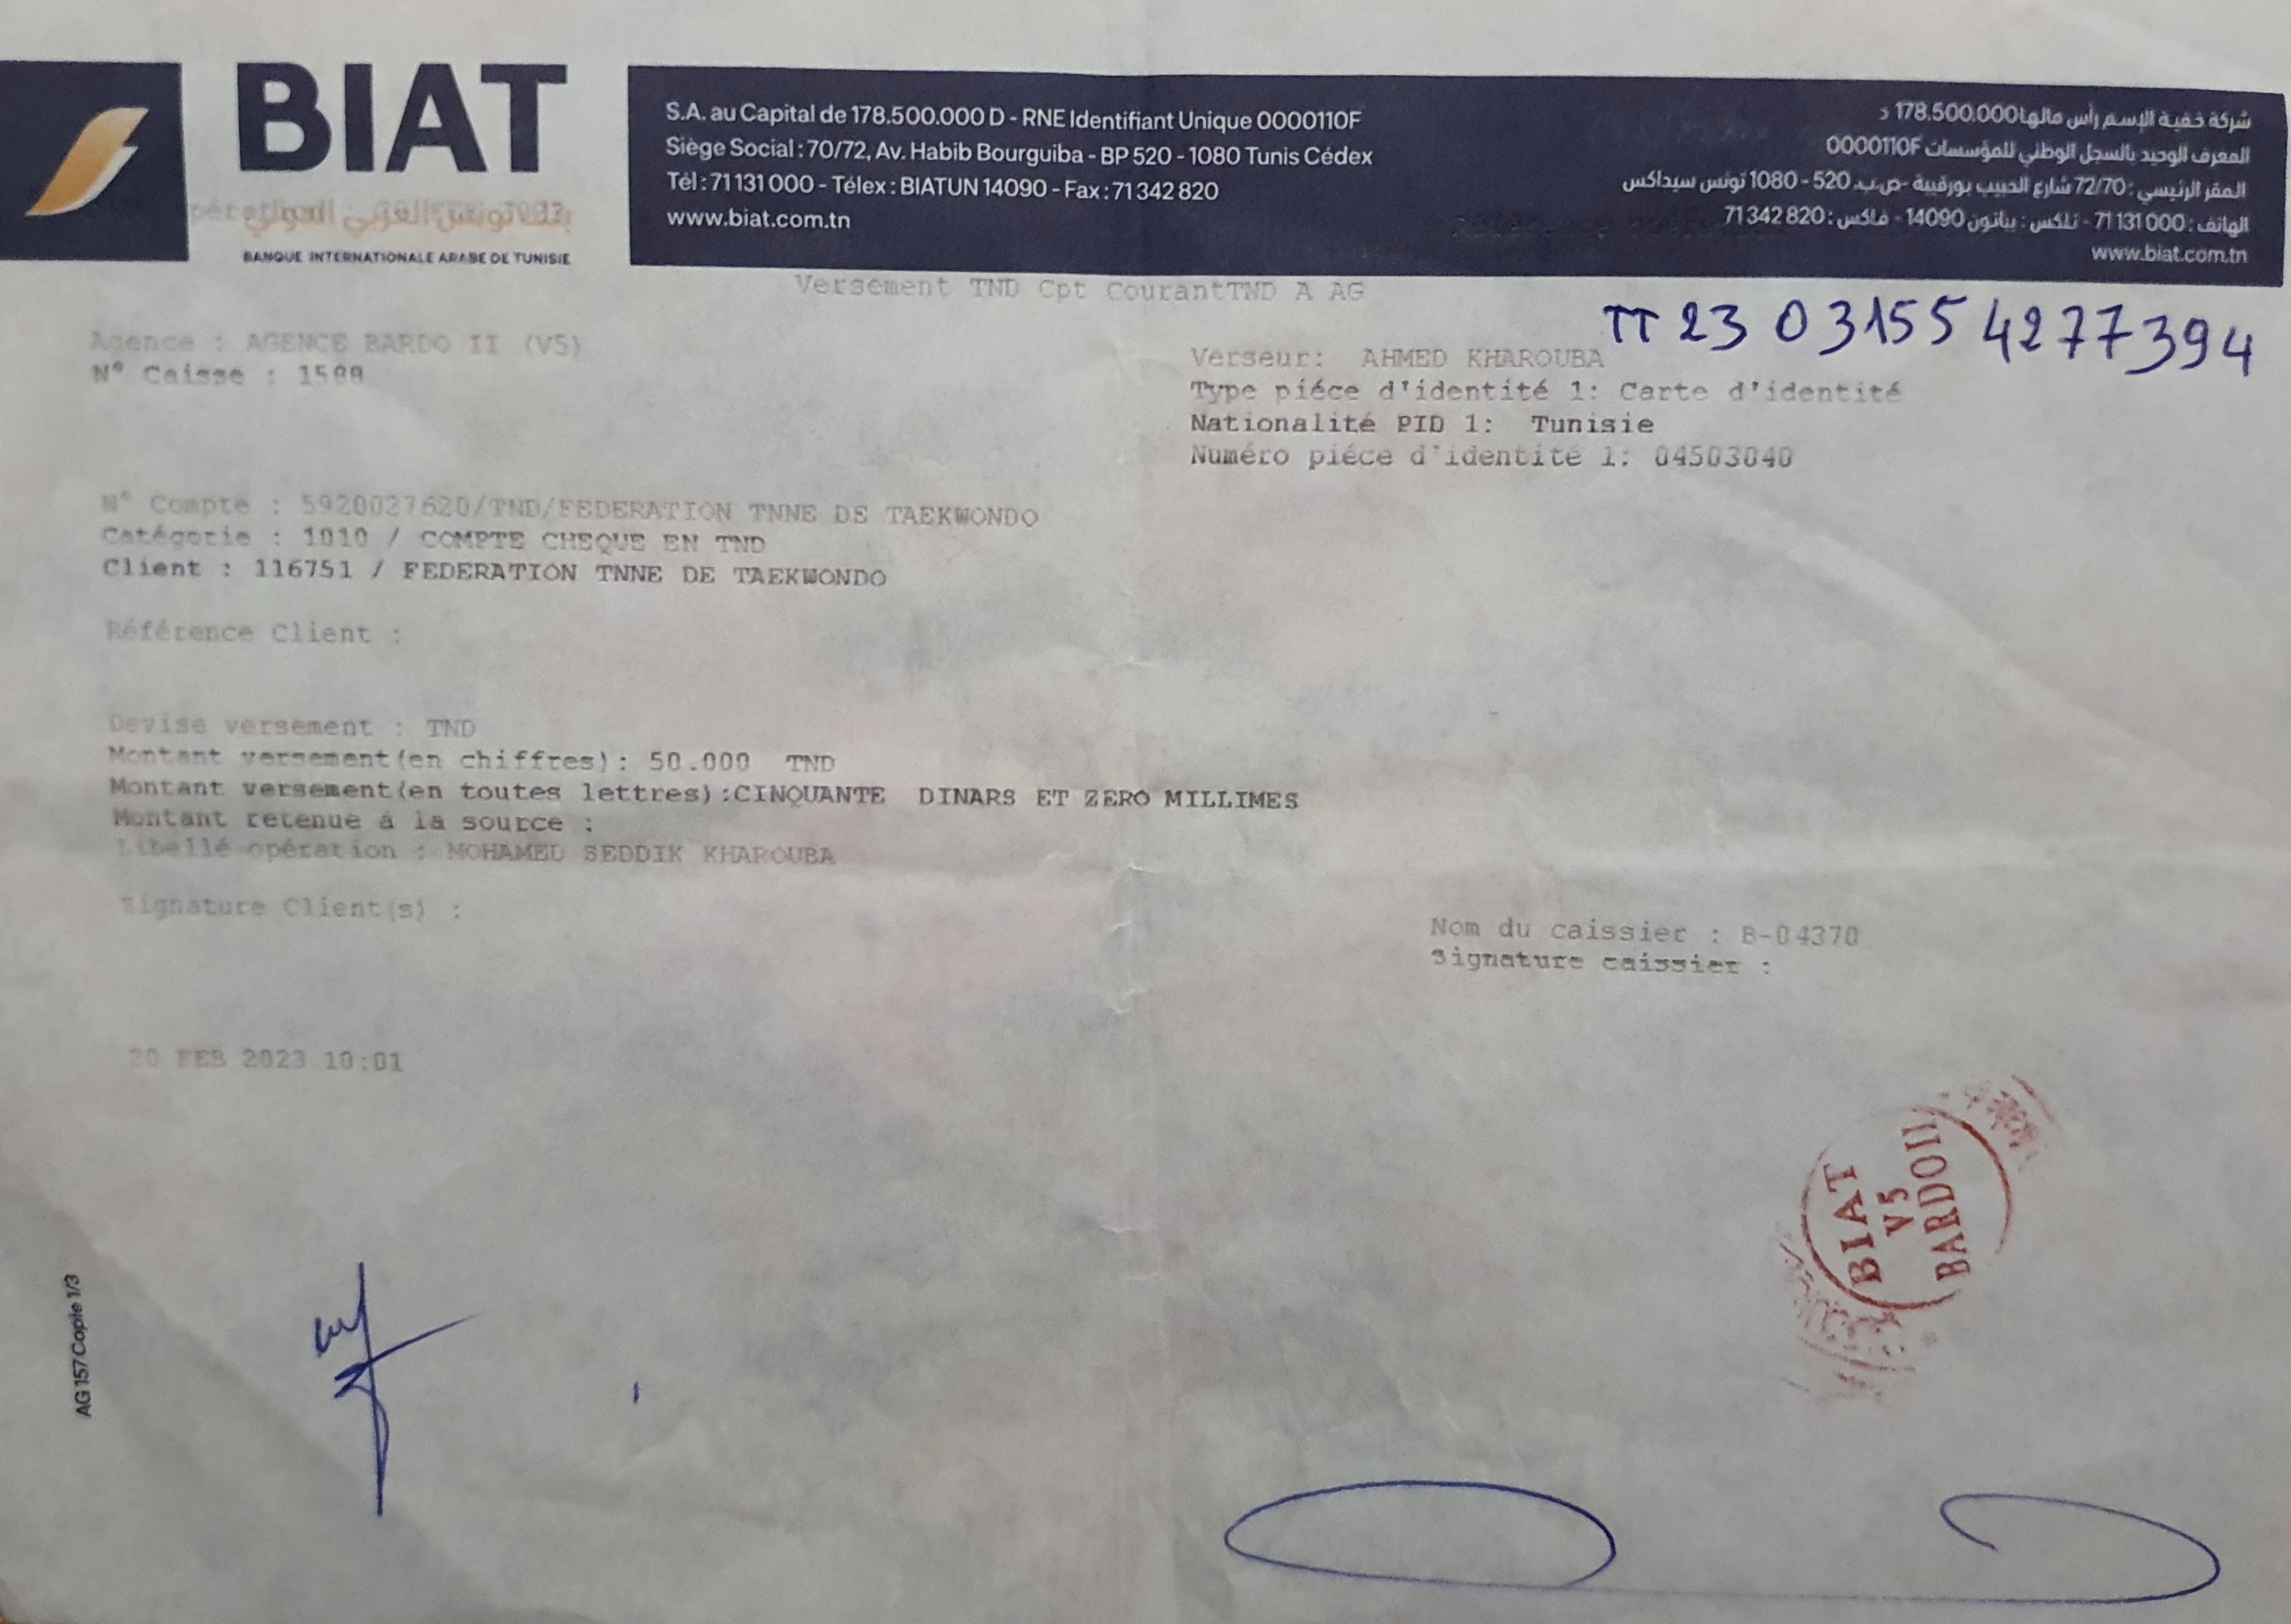 BIAT
بنك تونس العربي الدولي
BANQUE INTERNATIONALE ARABE DE TUNISIE
S.A. au Capital de 178.500.000 D - RNE Identifiant Unique 0000110F
Siège Social : 70/72, Av. Habib Bourguiba - BP 520 - 1080 Tunis Cédex
Tél : 71 131 000 - Télex : BIATUN 14090 - Fax : 71 342 820
www.biat.com.tn
شركة خفية الإسم رأس مالها 178.500.000 د
المعرف الوحيد بالسجل الوطني للمؤسسات 0000110F
المقر الرئيسي : 72/70 شارع الحبيب بورقيبة -ص.ب. 520 - 1080 تونس سيداكس
الهاتف : 000 131 71 - تلكس : بياتون 14090 - فاكس : 820 342 71
www.biat.com.tn
Versement TND Cpt CourantTND A AG
TT 23 03155 4277394
Agence : AGENCE BARDO II (V5)
N° Caisse : 1588
Verseur: AHMED KHAROUBA
Type piéce d'identité 1: Carte d'identité
Nationalité PID 1: Tunisie
Numéro piéce d'identité 1: 04503040
N° Compte : 5920027620/TND/FEDERATION TNNE DE TAEKWONDO
Catégorie : 1010 / COMPTE CHEQUE EN TND
Client : 116751 / FEDERATION TNNE DE TAEKWONDO
Référence Client :
Devise versement : TND
Montant versement(en chiffres): 50.000 TND
Montant versement(en toutes lettres):CINQUANTE DINARS ET ZERO MILLIMES
Montant retenue à la source :
Libellé opération : MOHAMED SEDDIK KHAROUBA
Signature Client(s) :
Nom du caissier : B-04370
Signature caissier :
20 FEB 2023 10:01
BIAT
V5
BARDO II
AG 157 Copie 1/3